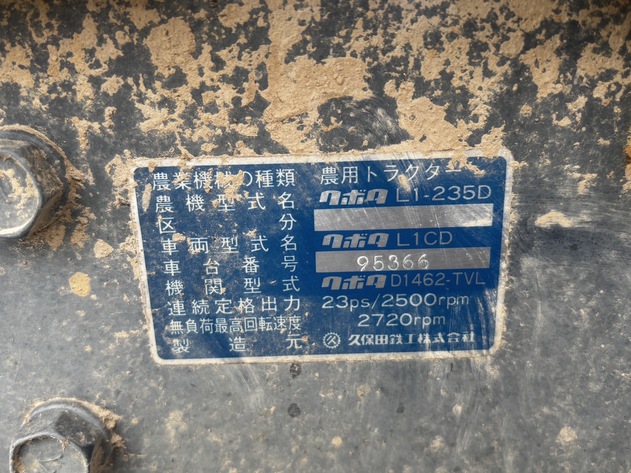 農業機械の種類 農用トラクター
農機型式名 クボタ L1-235D
区分
車両型式名 クボタ L1CD
車台番号 95366
機関型式 クボタ D1462-TVL
連続定格出力 23ps/2500rpm
無負荷最高回転速度 2720rpm
製造元 久保田鉄工株式会社